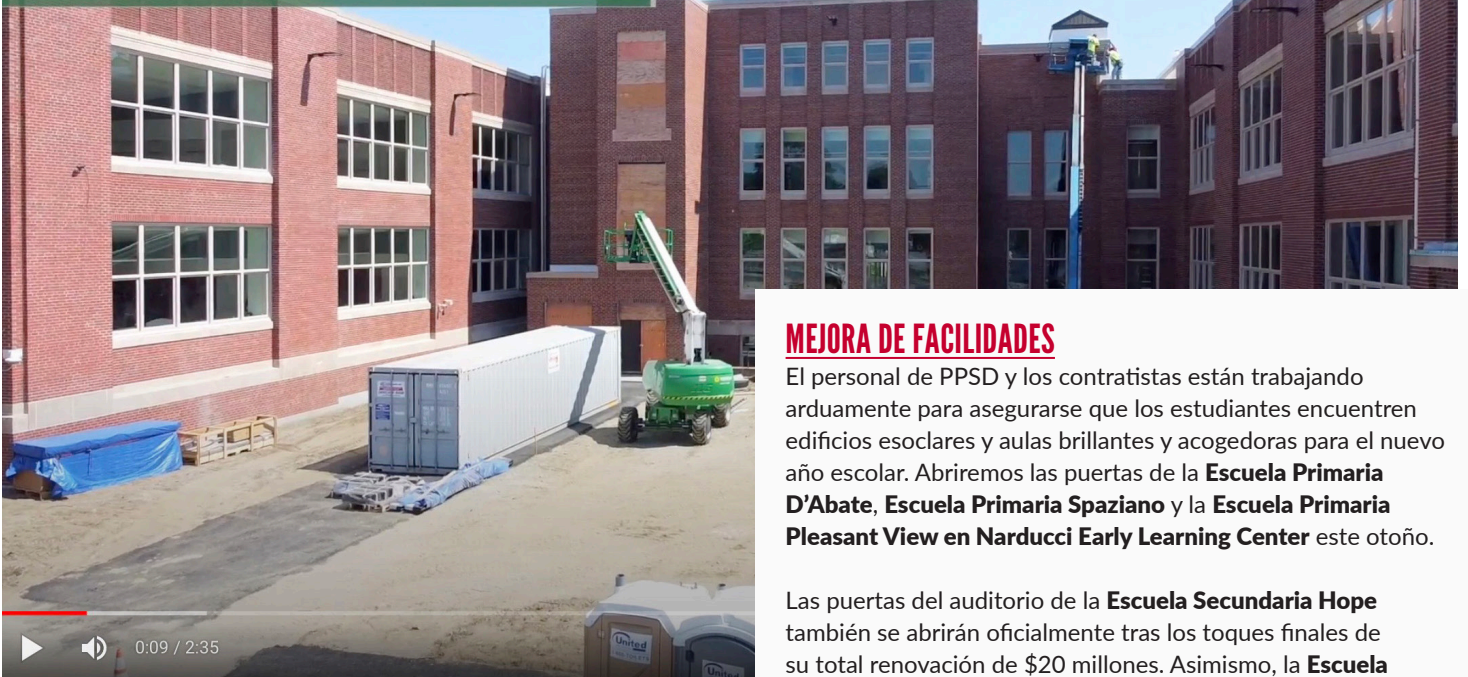 MEJORA DE FACILIDADES
El personal de PPSD y los contratistas están trabajando
arduamente para asegurarse que los estudiantes encuentren
edificios esoclares y aulas brillantes y acogedoras para el nuevo
año escolar. Abriremos las puertas de la Escuela Primaria
D’Abate, Escuela Primaria Spaziano y la Escuela Primaria
Pleasant View en Narducci Early Learning Center este otoño.
Las puertas del auditorio de la Escuela Secundaria Hope
también se abrirán oficialmente tras los toques finales de
su total renovación de $20 millones. Asimismo, la Escuela
0:09 / 2:35
United
United